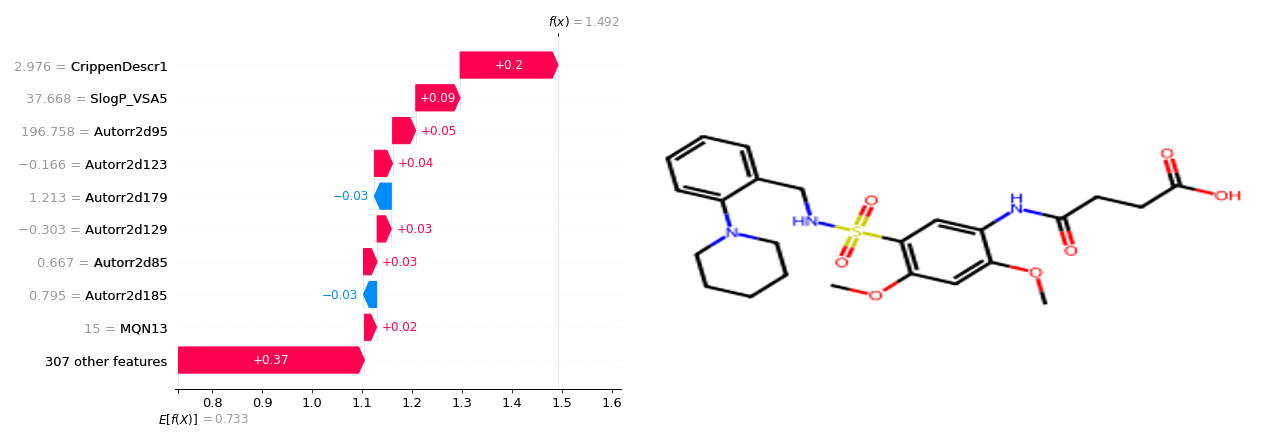 f(x) = 1.492
2.976 = CrippenDescr1 +0.2
37.668 = SlogP_VSA5 +0.09
196.758 = Autorr2d95 +0.05
−0.166 = Autorr2d123 +0.04
1.213 = Autorr2d179 −0.03
−0.303 = Autorr2d129 +0.03
0.667 = Autorr2d85 +0.03
0.795 = Autorr2d185 −0.03
15 = MQN13 +0.02
307 other features +0.37
0.8 0.9 1.0 1.1 1.2 1.3 1.4 1.5 1.6
E[f(X)] = 0.733
O
H
N
OH
O
HN
S
N
O
O
O
O